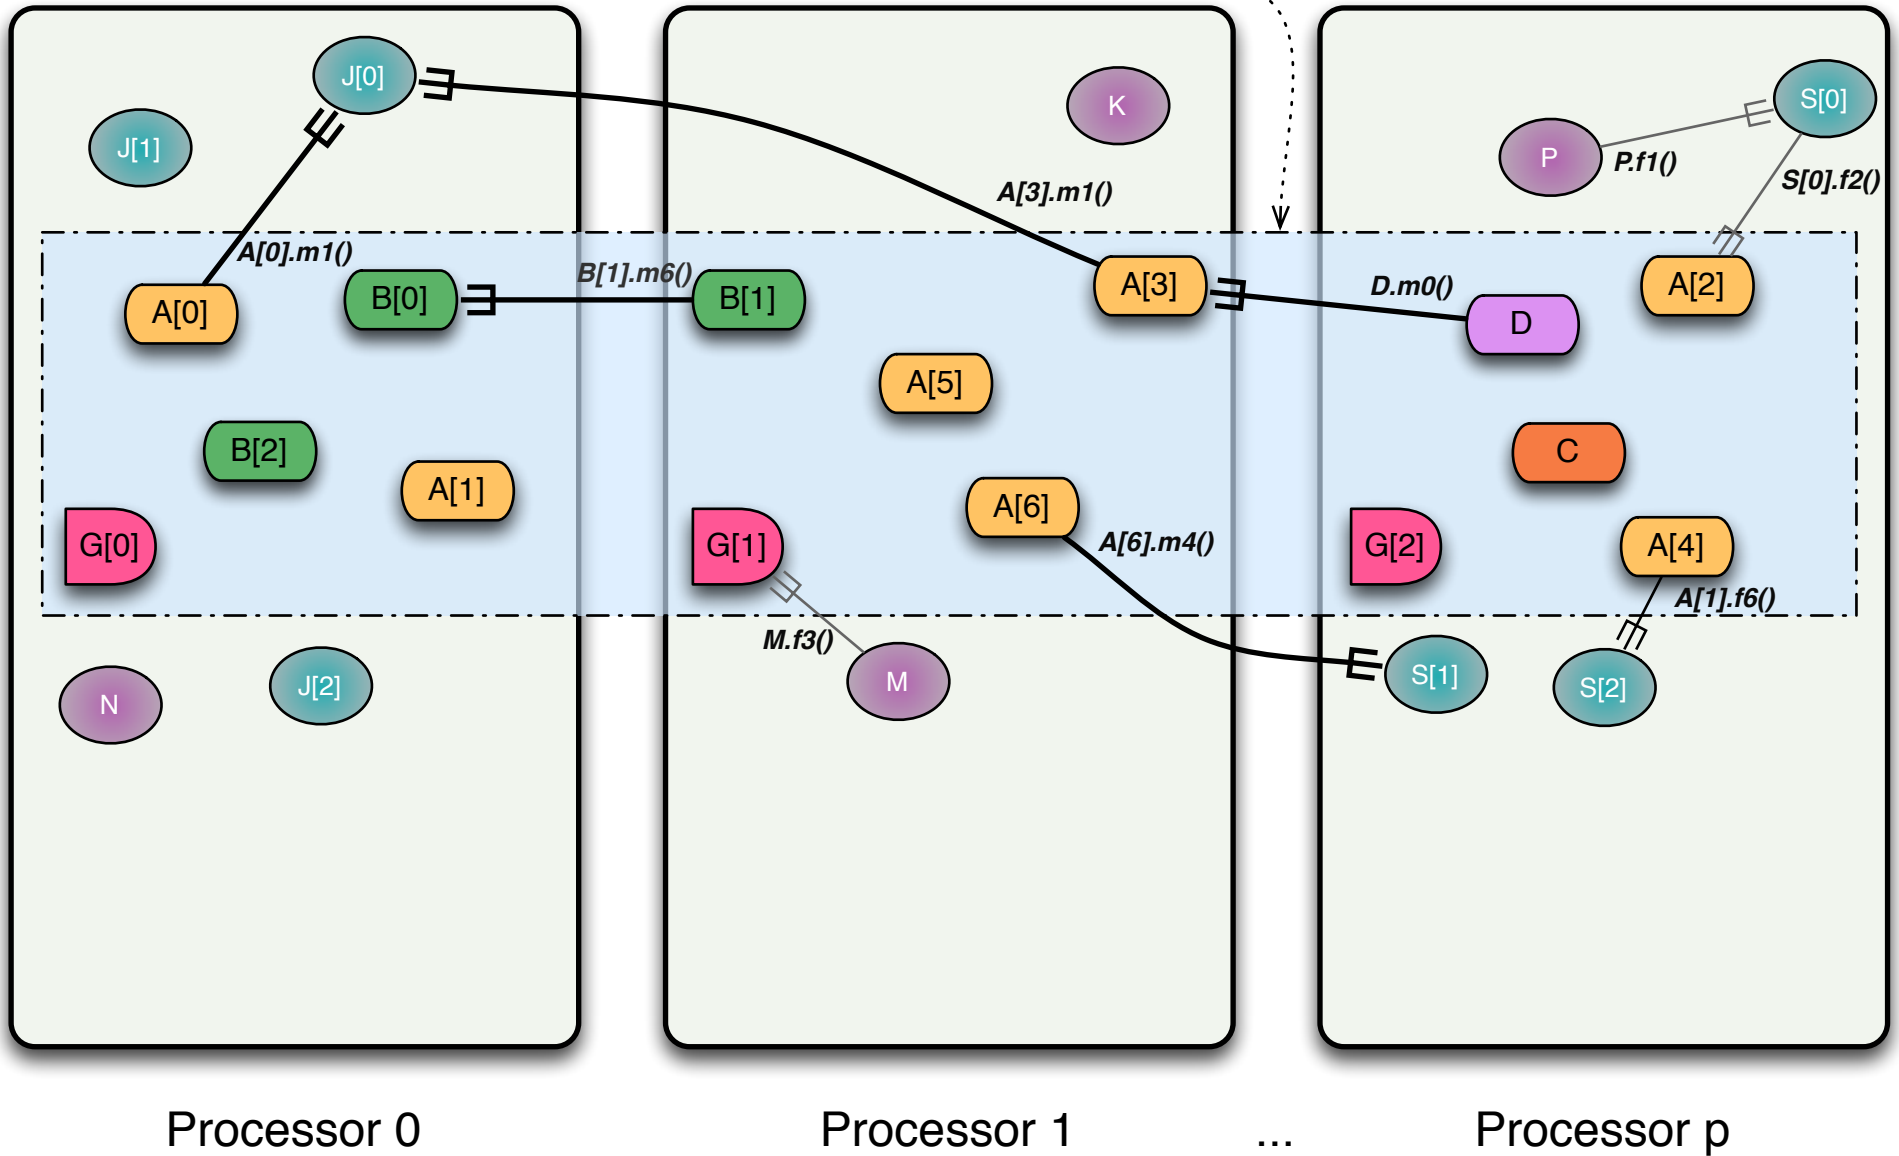 J[0]
J[1]
K
S[0]
P
P.f1()
S[0].f2()
A[3].m1()
A[0].m1()
B[1].m6()
A[0]
B[0]
B[1]
A[3]
D.m0()
D
A[2]
A[5]
B[2]
A[1]
A[6]
C
A[6].m4()
G[0]
G[1]
G[2]
A[4]
A[1].f6()
M.f3()
N
J[2]
M
S[1]
S[2]
Processor 0
Processor 1
...
Processor p